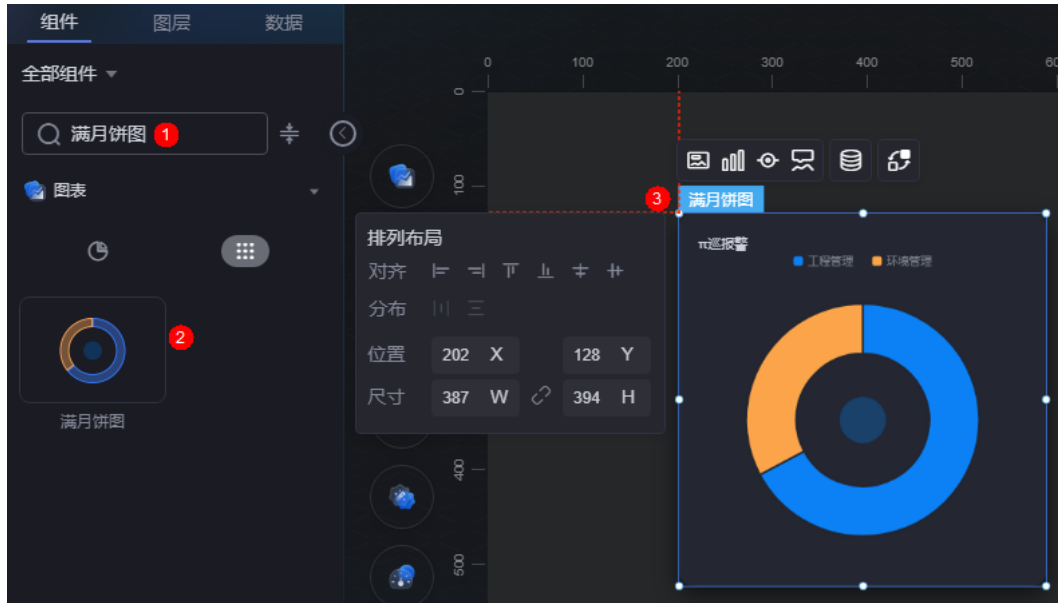 组件 图层 数据
全部组件
满月饼图 1
图表
2
满月饼图
0 100 200 300 400 500 60
0
100
400
500
3 满月饼图
排列布局
对齐
分布
位置 202 X 128 Y
尺寸 387 W 394 H
π巡报警
工程管理 环境管理